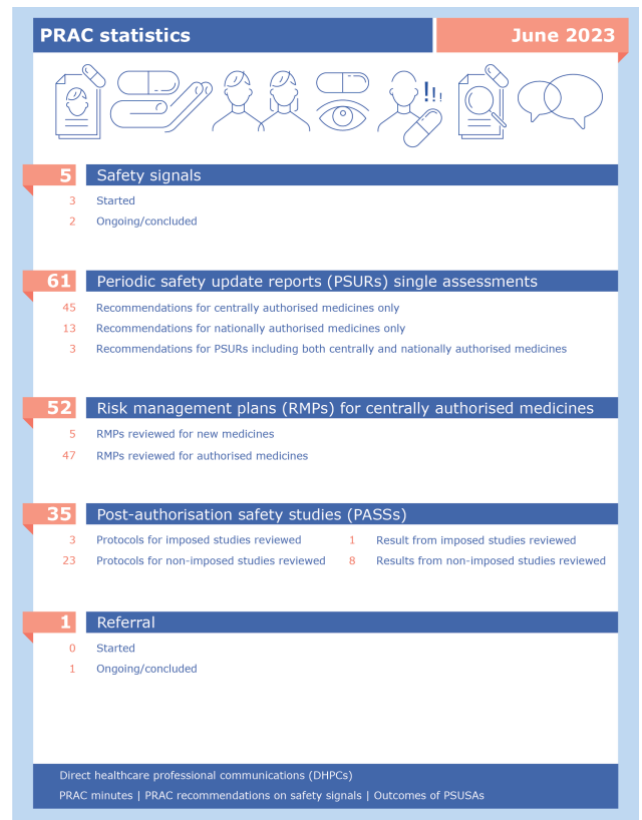 PRAC statistics
June 2023
!!!
5 Safety signals
3 Started
2 Ongoing/concluded
61 Periodic safety update reports (PSURs) single assessments
45 Recommendations for centrally authorised medicines only
13 Recommendations for nationally authorised medicines only
3 Recommendations for PSURs including both centrally and nationally authorised medicines
52 Risk management plans (RMPs) for centrally authorised medicines
5 RMPs reviewed for new medicines
47 RMPs reviewed for authorised medicines
35 Post-authorisation safety studies (PASSs)
3 Protocols for imposed studies reviewed 1 Result from imposed studies reviewed
23 Protocols for non-imposed studies reviewed 8 Results from non-imposed studies reviewed
1 Referral
0 Started
1 Ongoing/concluded
Direct healthcare professional communications (DHPCs)
PRAC minutes | PRAC recommendations on safety signals | Outcomes of PSUSAs